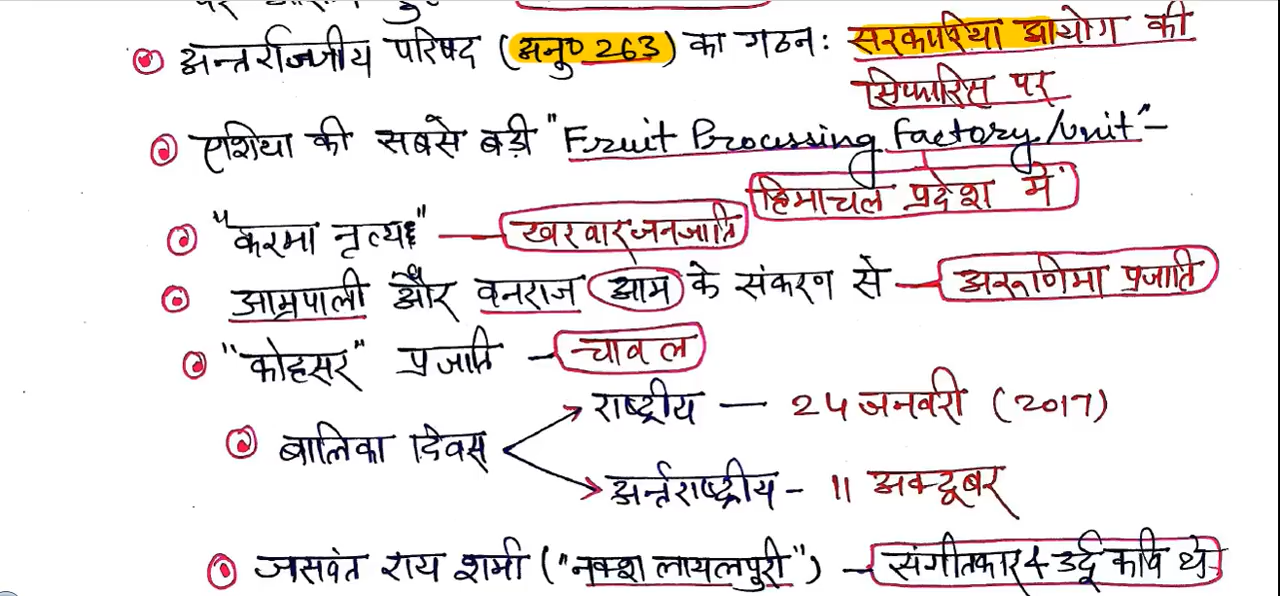 अन्तर्राज्जीय परिषद (अनु० 263) का गठन: सरकारिया आयोग की
सिफारिस पर
एशिया की सबसे बड़ी "Fruit Processing Factory/Unit" -
हिमाचल प्रदेश में
"करमा नृत्य" — खरवार जनजाति
आम्रपाली और वनराज आम के संकरण से — अरूणिमा प्रजाति
"कोहसर" प्रजाति - चावल
राष्ट्रीय — 24 जनवरी (2017)
बालिका दिवस
अर्न्तराष्ट्रीय - 11 अक्टूबर
जसवंत राय शर्मा ("नक्श लायलपुरी") - संगीतकार & उर्दू कवि थे